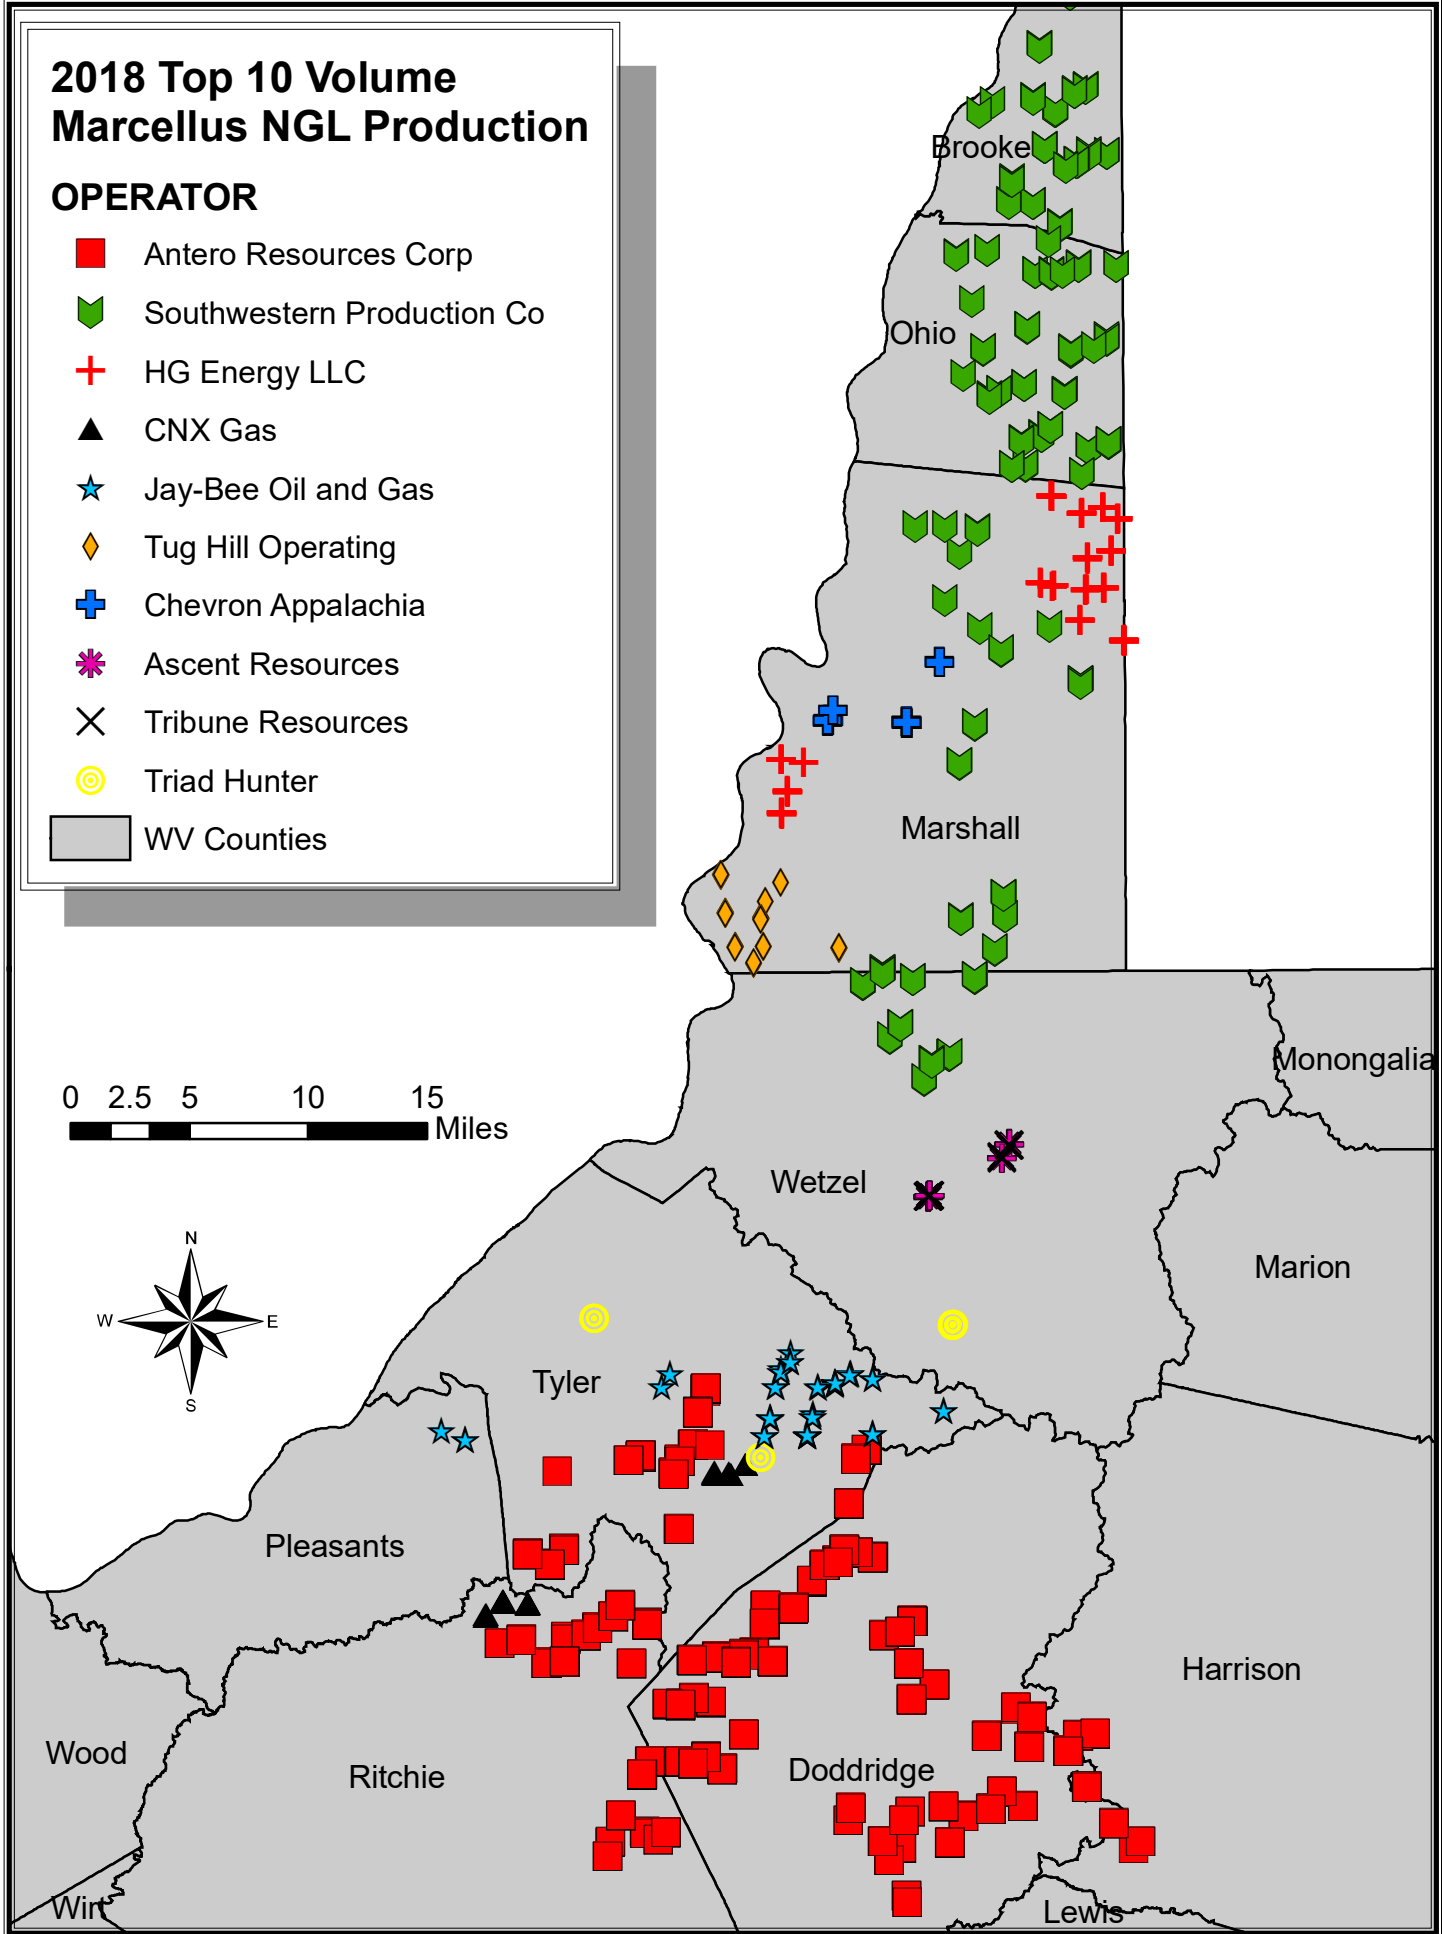 2018 Top 10 Volume
Marcellus NGL Production
OPERATOR
Antero Resources Corp
Southwestern Production Co
HG Energy LLC
CNX Gas
Jay-Bee Oil and Gas
Tug Hill Operating
Chevron Appalachia
Ascent Resources
Tribune Resources
Triad Hunter
WV Counties
Brooke
Ohio
Marshall
0 2.5 5 10 15
Miles
Monongalia
Wetzel
N
W E
S
Marion
Tyler
Pleasants
Harrison
Wood
Ritchie
Doddridge
Wirt
Lewis